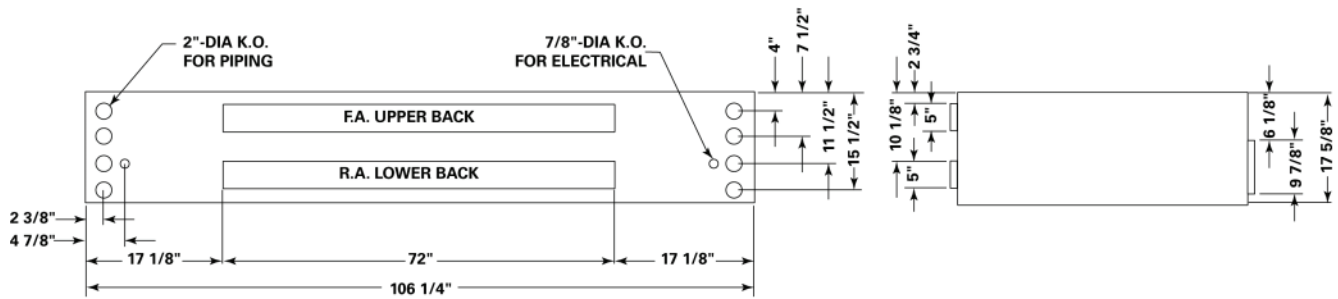 2"-DIA K.O.
FOR PIPING
7/8"-DIA K.O.
FOR ELECTRICAL
4"
7 1/2"
11 1/2"
15 1/2"
F.A. UPPER BACK
R.A. LOWER BACK
2 3/8"
4 7/8"
17 1/8"
72"
17 1/8"
106 1/4"
2 3/4"
10 1/8"
5"
5"
6 1/8"
9 7/8"
17 5/8"